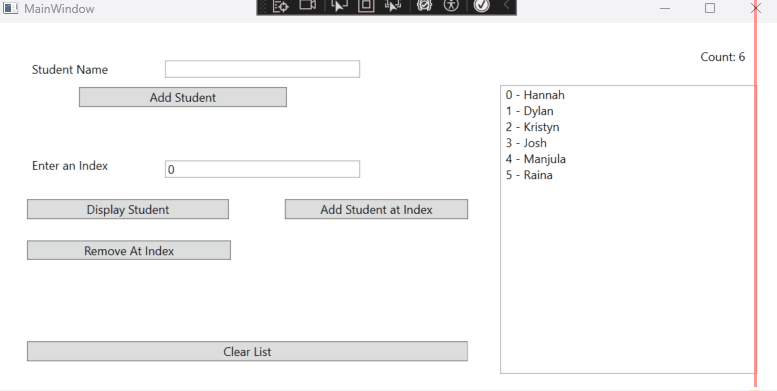 MainWindow
Count: 6
Student Name
Add Student
0 - Hannah
1 - Dylan
2 - Kristyn
3 - Josh
4 - Manjula
5 - Raina
Enter an Index
0
Display Student
Add Student at Index
Remove At Index
Clear List